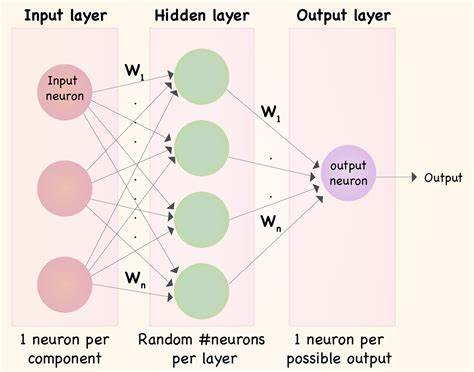 Input layer
Hidden layer
Output layer
Input
neuron
W1
.
.
.
.
.
Wn
W1
.
.
Wn
output
neuron
Output
1 neuron per
component
Random #neurons
per layer
1 neuron per
possible output